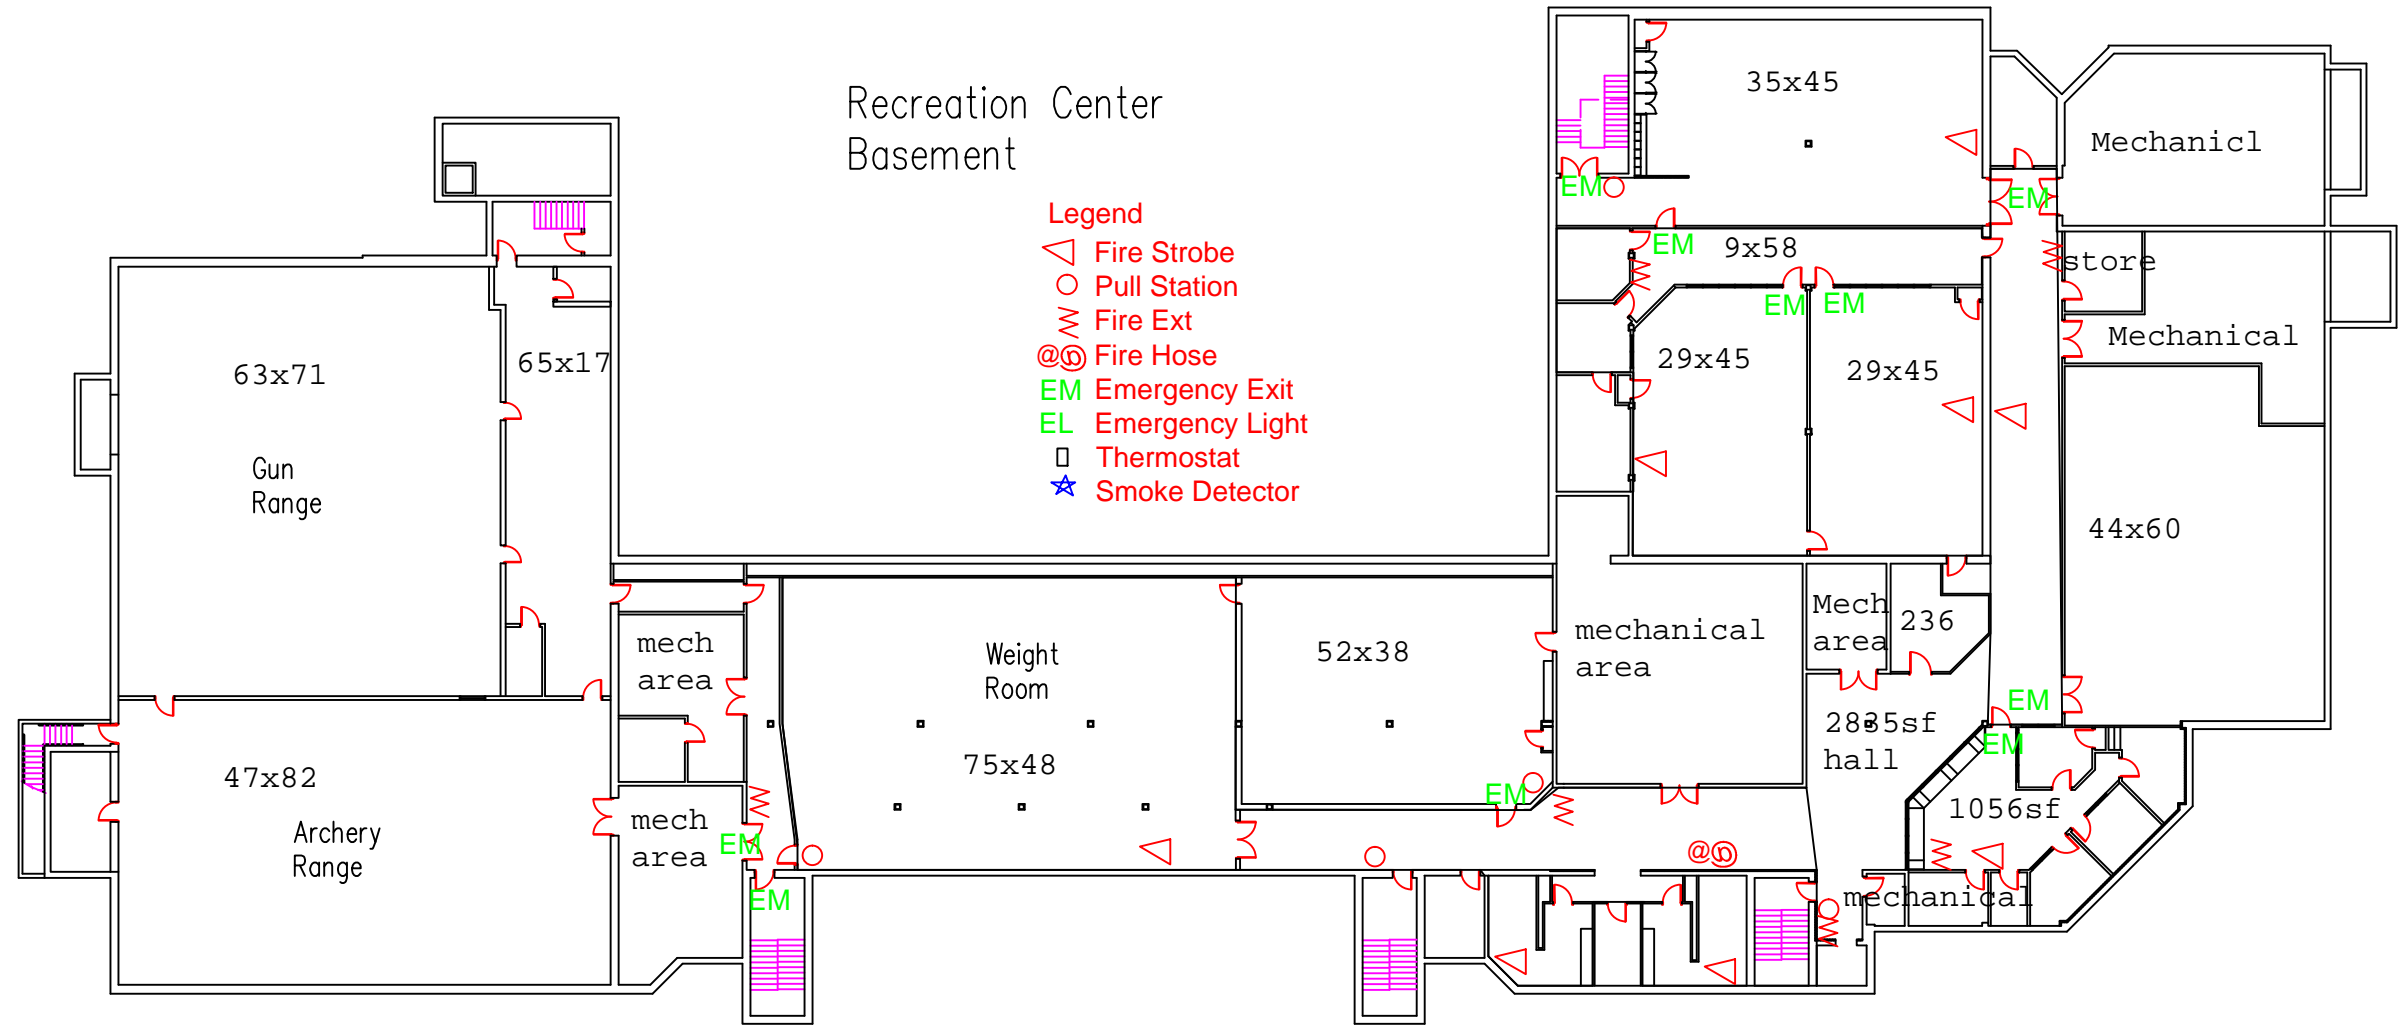 Recreation Center
Basement
Legend
Fire Strobe
Pull Station
Fire Ext
@@ Fire Hose
EM Emergency Exit
EL Emergency Light
Thermostat
Smoke Detector
35x45
Mechanicl
EM
EM
EM
9x58
store
EM
EM
Mechanical
29x45
29x45
63x71
65x17
Gun
Range
44x60
mech
area
Weight
Room
52x38
mechanical
area
Mech
area
236
EM
2835sf
hall
EM
47x82
75x48
EM
1056sf
Archery
Range
mech
area
EM
@@
EM
mechanical